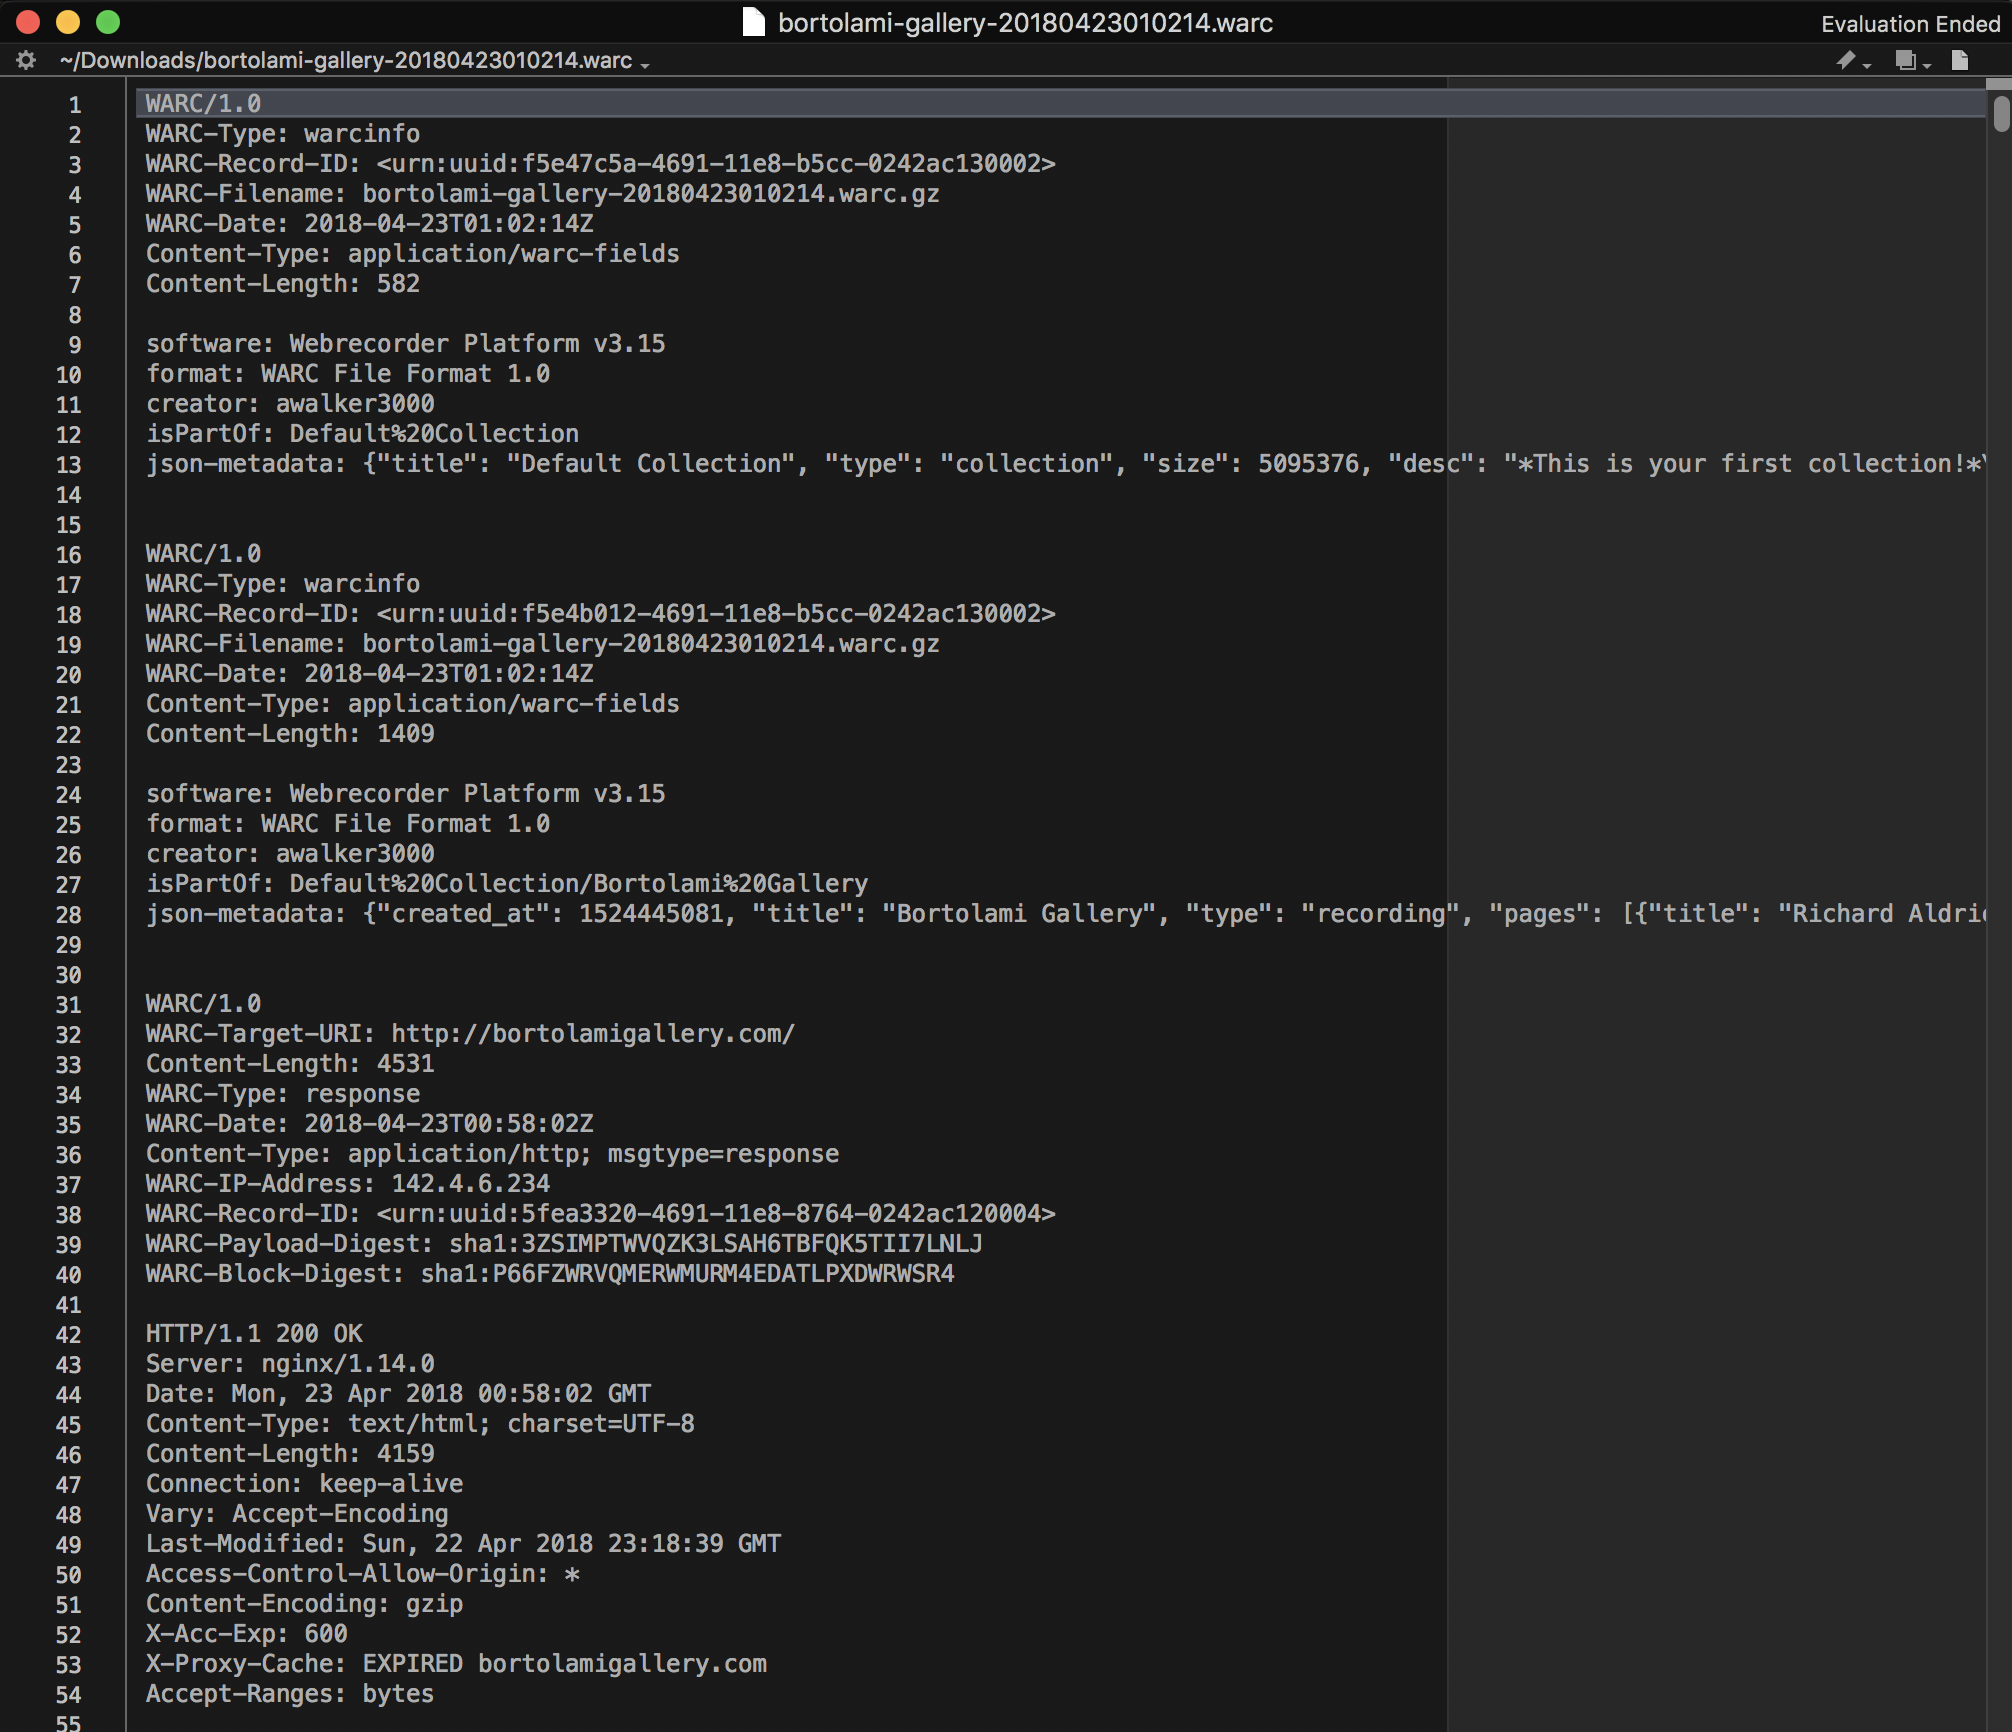 bortolami-gallery-20180423010214.warc
Evaluation Ended
~/Downloads/bortolami-gallery-20180423010214.warc
1 WARC/1.0
2 WARC-Type: warcinfo
3 WARC-Record-ID: <urn:uuid:f5e47c5a-4691-11e8-b5cc-0242ac130002>
4 WARC-Filename: bortolami-gallery-20180423010214.warc.gz
5 WARC-Date: 2018-04-23T01:02:14Z
6 Content-Type: application/warc-fields
7 Content-Length: 582
8
9 software: Webrecorder Platform v3.15
10 format: WARC File Format 1.0
11 creator: awalker3000
12 isPartOf: Default%20Collection
13 json-metadata: {"title": "Default Collection", "type": "collection", "size": 5095376, "desc": "*This is your first collection!*\
14
15
16 WARC/1.0
17 WARC-Type: warcinfo
18 WARC-Record-ID: <urn:uuid:f5e4b012-4691-11e8-b5cc-0242ac130002>
19 WARC-Filename: bortolami-gallery-20180423010214.warc.gz
20 WARC-Date: 2018-04-23T01:02:14Z
21 Content-Type: application/warc-fields
22 Content-Length: 1409
23
24 software: Webrecorder Platform v3.15
25 format: WARC File Format 1.0
26 creator: awalker3000
27 isPartOf: Default%20Collection/Bortolami%20Gallery
28 json-metadata: {"created_at": 1524445081, "title": "Bortolami Gallery", "type": "recording", "pages": [{"title": "Richard Aldric
29
30
31 WARC/1.0
32 WARC-Target-URI: http://bortolamigallery.com/
33 Content-Length: 4531
34 WARC-Type: response
35 WARC-Date: 2018-04-23T00:58:02Z
36 Content-Type: application/http; msgtype=response
37 WARC-IP-Address: 142.4.6.234
38 WARC-Record-ID: <urn:uuid:5fea3320-4691-11e8-8764-0242ac120004>
39 WARC-Payload-Digest: sha1:3ZSIMPTWVQZK3LSAH6TBFQK5TII7LNLJ
40 WARC-Block-Digest: sha1:P66FZWRVQMERWMURM4EDATLPXDWRWSR4
41
42 HTTP/1.1 200 OK
43 Server: nginx/1.14.0
44 Date: Mon, 23 Apr 2018 00:58:02 GMT
45 Content-Type: text/html; charset=UTF-8
46 Content-Length: 4159
47 Connection: keep-alive
48 Vary: Accept-Encoding
49 Last-Modified: Sun, 22 Apr 2018 23:18:39 GMT
50 Access-Control-Allow-Origin: *
51 Content-Encoding: gzip
52 X-Acc-Exp: 600
53 X-Proxy-Cache: EXPIRED bortolamigallery.com
54 Accept-Ranges: bytes
55